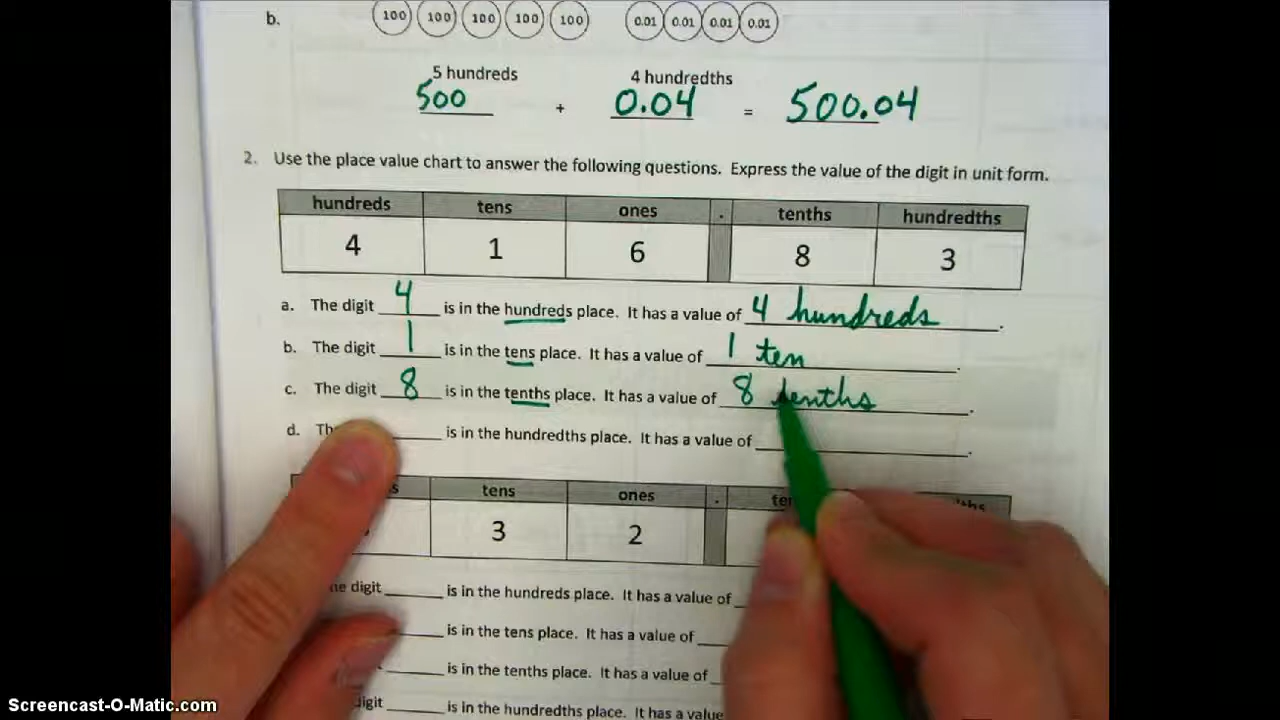 b. 100 100 100 100 100 0.01 0.01 0.01 0.01
5 hundreds 4 hundredths
500 + 0.04 = 500.04
2. Use the place value chart to answer the following questions. Express the value of the digit in unit form.
hundreds tens ones . tenths hundredths
4 1 6 8 3
a. The digit 4 is in the hundreds place. It has a value of 4 hundreds.
b. The digit 1 is in the tens place. It has a value of 1 ten.
c. The digit 8 is in the tenths place. It has a value of 8 tenths.
d. is in the hundredths place. It has a value of .
tens ones .
3 2
digit is in the hundreds place. It has a value of
is in the tens place. It has a value of
is in the tenths place. It has a value of
is in the hundredths place. It has a value
Screencast-O-Matic.com